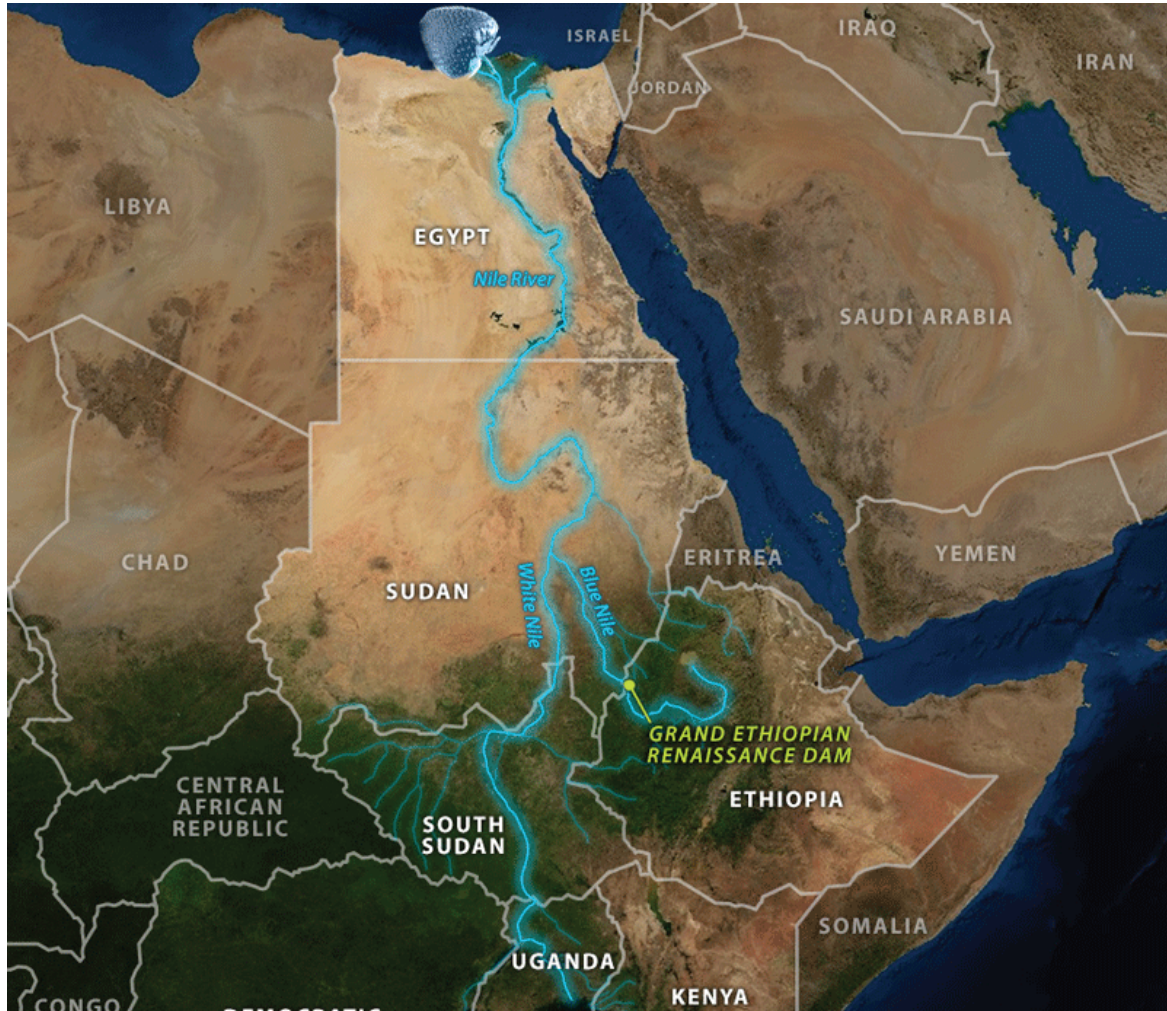 ISRAEL
IRAQ
IRAN
JORDAN
LIBYA
EGYPT
Nile River
SAUDI ARABIA
CHAD
ERITREA
YEMEN
SUDAN
White Nile
Blue Nile
GRAND ETHIOPIAN
RENAISSANCE DAM
CENTRAL
AFRICAN
REPUBLIC
ETHIOPIA
SOUTH
SUDAN
SOMALIA
UGANDA
KENYA
CONGO
DEMOCRATIC